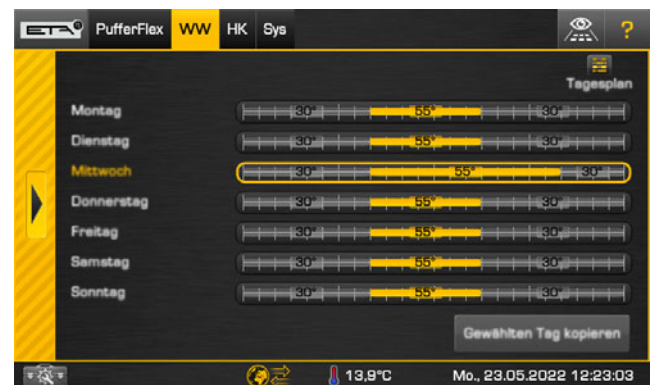 ETA PufferFlex WW HK Sys ?
Tagesplan
Montag 30° 55° 30°
Dienstag 30° 55° 30°
Mittwoch 30° 55° 30°
Donnerstag 30° 55° 30°
Freitag 30° 55° 30°
Samstag 30° 55° 30°
Sonntag 30° 55° 30°
Gewählten Tag kopieren
13,9°C Mo., 23.05.2022 12:23:03